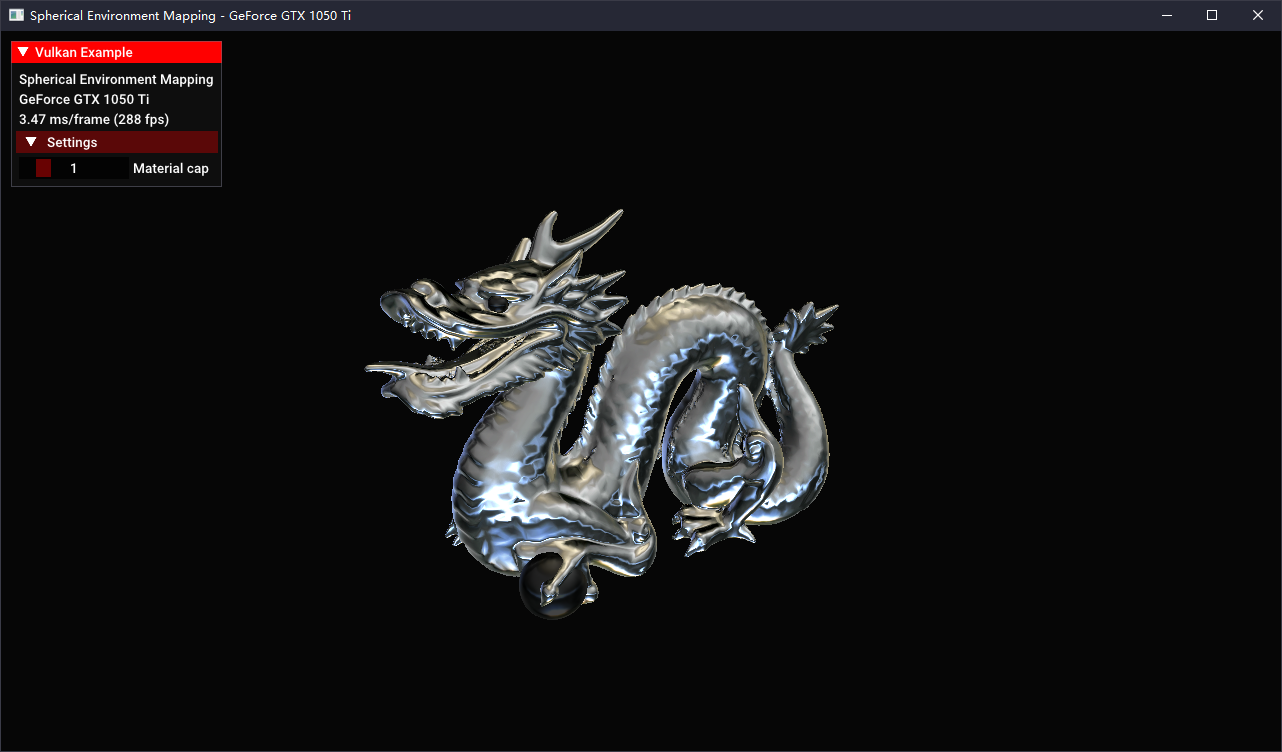 Spherical Environment Mapping - GeForce GTX 1050 Ti
Vulkan Example
Spherical Environment Mapping
GeForce GTX 1050 Ti
3.47 ms/frame (288 fps)
Settings
1 Material cap